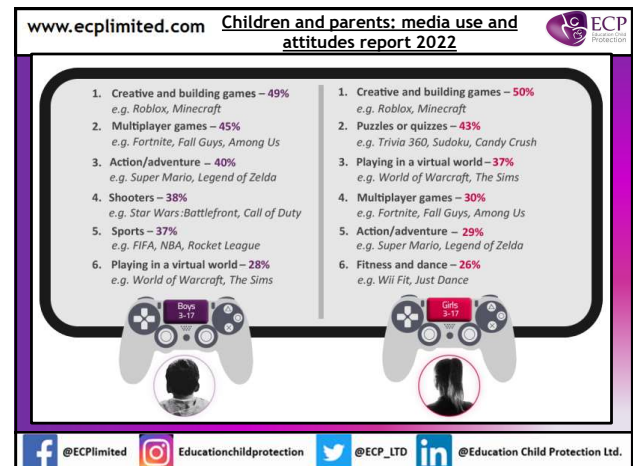 www.ecplimited.com
Children and parents: media use and
attitudes report 2022
ECP
Education Child
Protection
1. Creative and building games – 49%
e.g. Roblox, Minecraft
2. Multiplayer games – 45%
e.g. Fortnite, Fall Guys, Among Us
3. Action/adventure – 40%
e.g. Super Mario, Legend of Zelda
4. Shooters – 38%
e.g. Star Wars:Battlefront, Call of Duty
5. Sports – 37%
e.g. FIFA, NBA, Rocket League
6. Playing in a virtual world – 28%
e.g. World of Warcraft, The Sims
Boys
3-17
1. Creative and building games – 50%
e.g. Roblox, Minecraft
2. Puzzles or quizzes – 43%
e.g. Trivia 360, Sudoku, Candy Crush
3. Playing in a virtual world – 37%
e.g. World of Warcraft, The Sims
4. Multiplayer games – 30%
e.g. Fortnite, Fall Guys, Among Us
5. Action/adventure – 29%
e.g. Super Mario, Legend of Zelda
6. Fitness and dance – 26%
e.g. Wii Fit, Just Dance
Girls
3-17
@ECPlimited
Educationchildprotection
@ECP_LTD
@Education Child Protection Ltd.